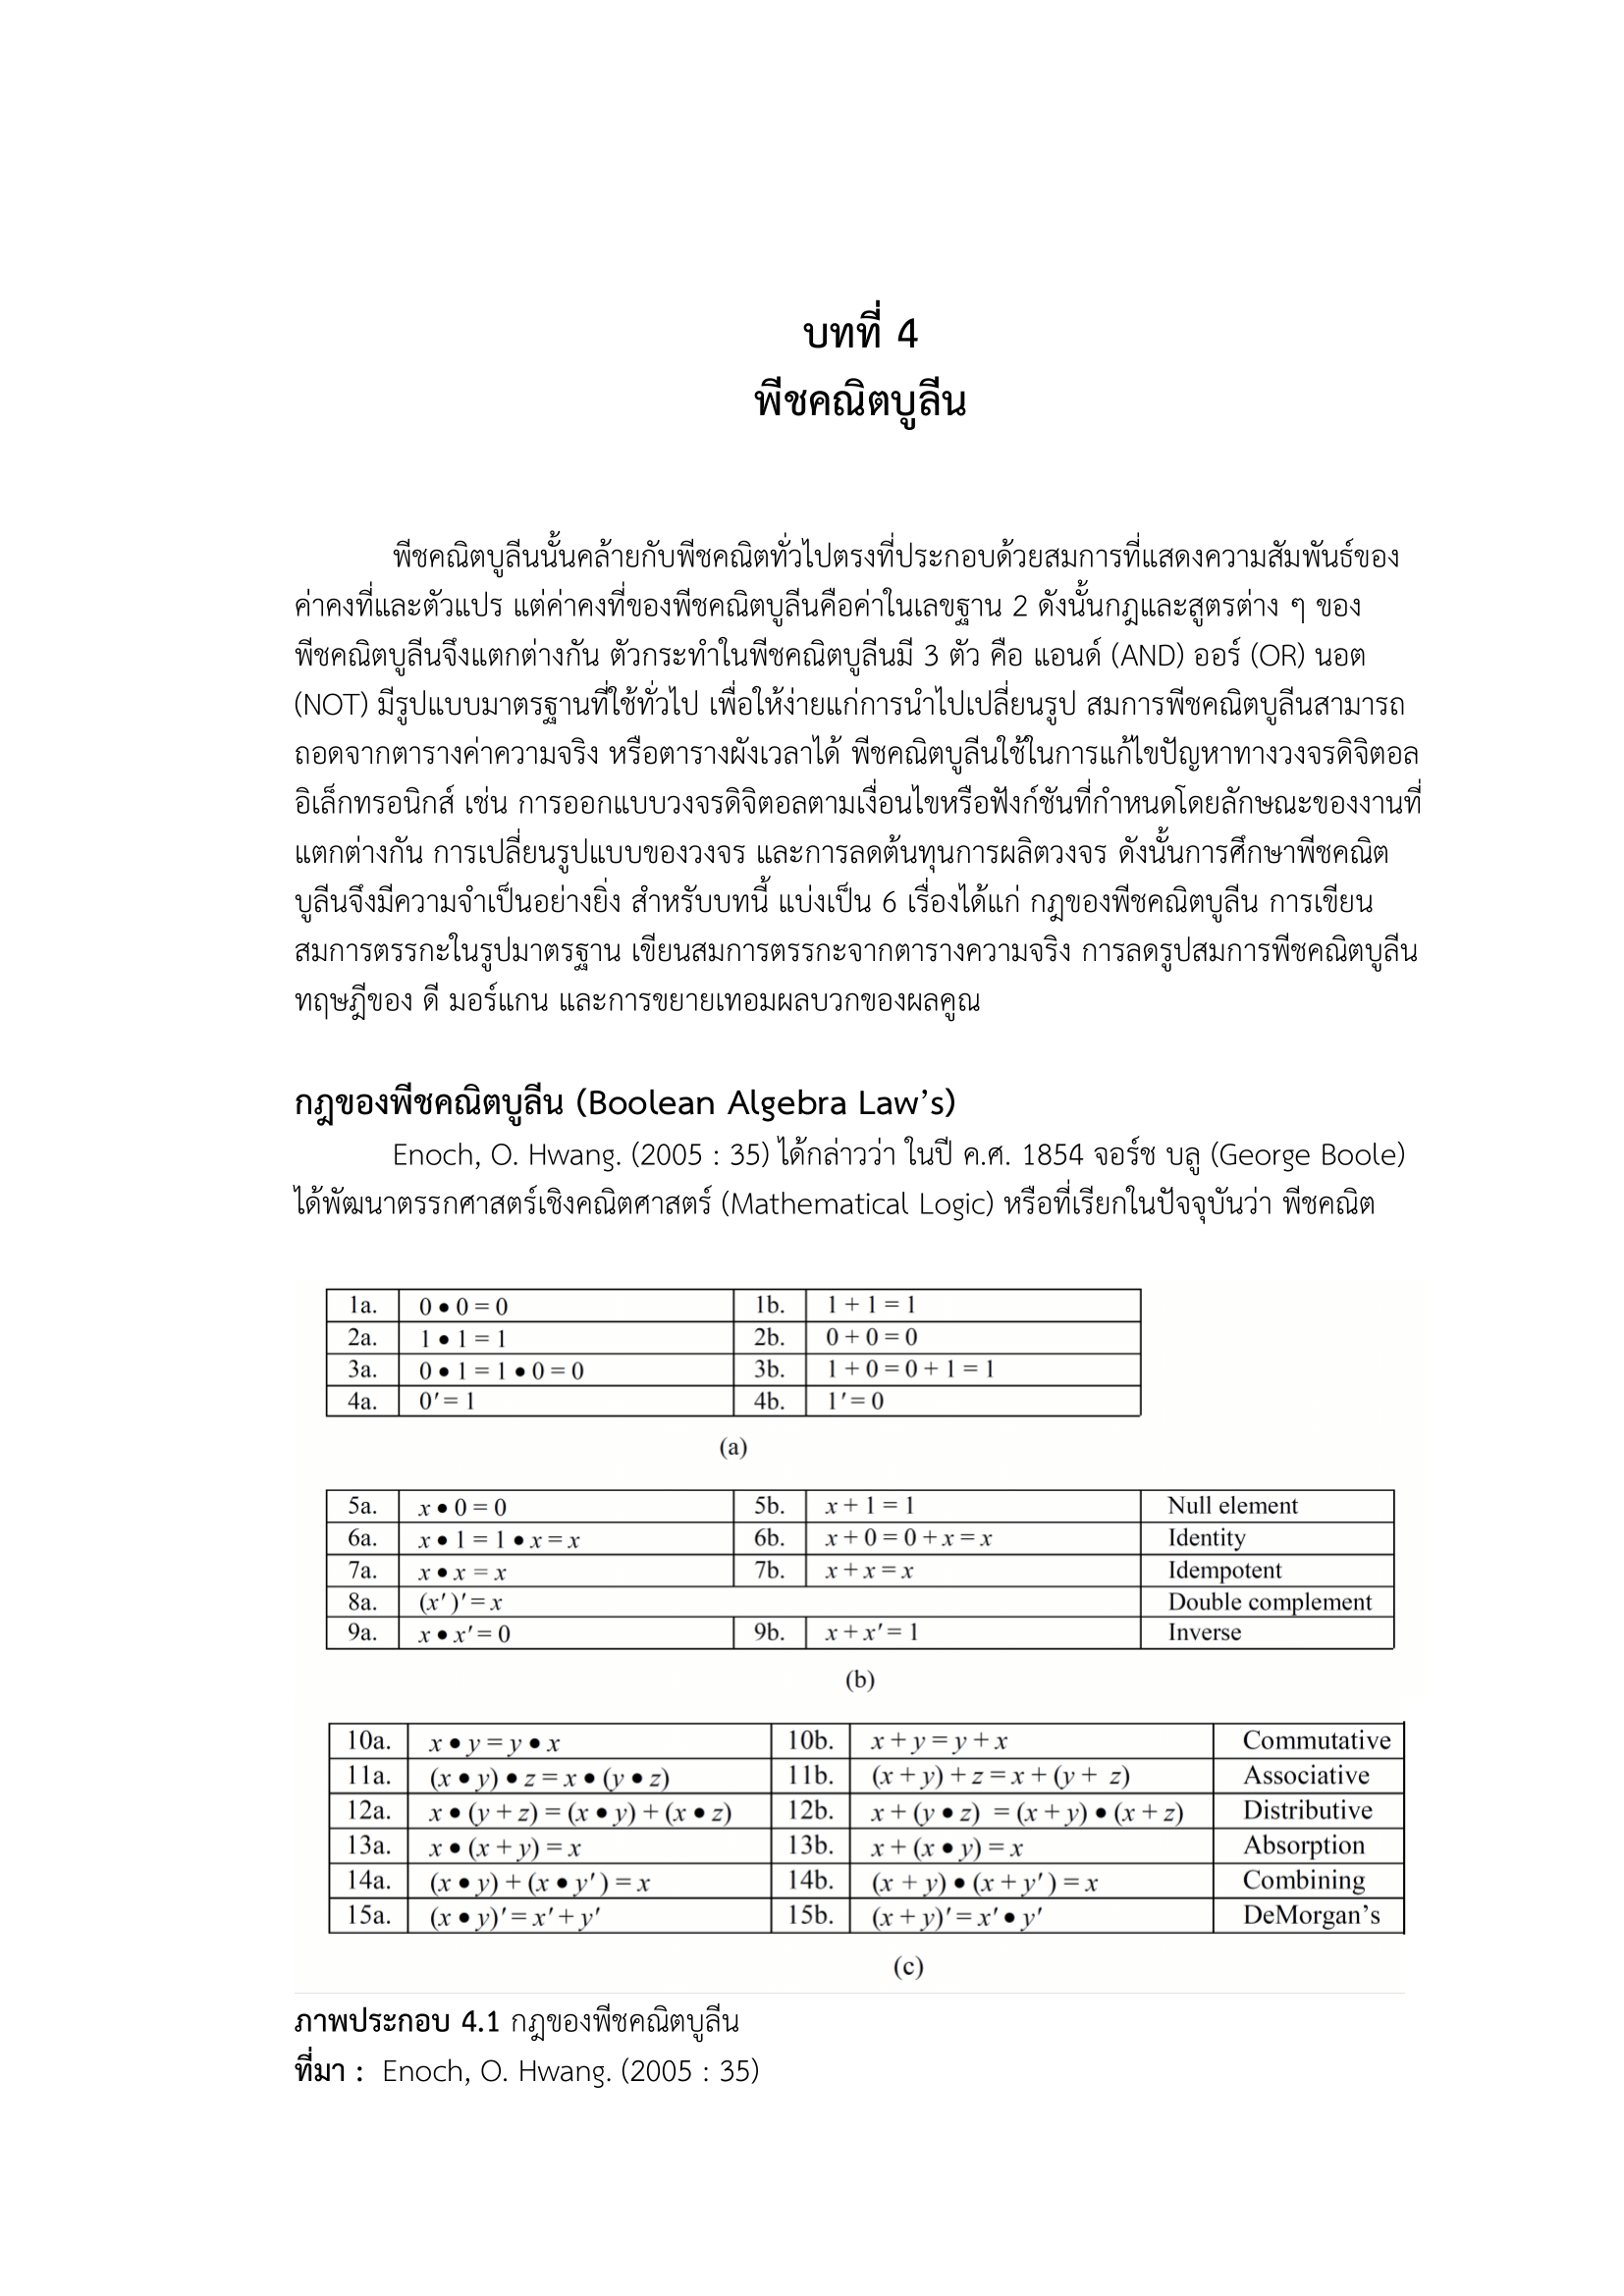 บทที่ 4
พีชคณิตบูลีน
พีชคณิตบูลีนนั้นคล้ายกับพีชคณิตทั่วไปตรงที่ประกอบด้วยสมการที่แสดงความสัมพันธ์ของ
ค่าคงที่และตัวแปร แต่ค่าคงที่ของพีชคณิตบูลีนคือค่าในเลขฐาน 2 ดังนั้นกฎและสูตรต่าง ๆ ของ
พีชคณิตบูลีนจึงแตกต่างกัน ตัวกระทำในพีชคณิตบูลีนมี 3 ตัว คือ แอนด์ (AND) ออร์ (OR) นอต
(NOT) มีรูปแบบมาตรฐานที่ใช้ทั่วไป เพื่อให้ง่ายแก่การนำไปเปลี่ยนรูป สมการพีชคณิตบูลีนสามารถ
ถอดจากตารางค่าความจริง หรือตารางผังเวลาได้ พีชคณิตบูลีนใช้ในการแก้ไขปัญหาทางวงจรดิจิตอล
อิเล็กทรอนิกส์ เช่น การออกแบบวงจรดิจิตอลตามเงื่อนไขหรือฟังก์ชันที่กำหนดโดยลักษณะของงานที่
แตกต่างกัน การเปลี่ยนรูปแบบของวงจร และการลดต้นทุนการผลิตวงจร ดังนั้นการศึกษาพีชคณิต
บูลีนจึงมีความจำเป็นอย่างยิ่ง สำหรับบทนี้ แบ่งเป็น 6 เรื่องได้แก่ กฎของพีชคณิตบูลีน การเขียน
สมการตรรกะในรูปมาตรฐาน เขียนสมการตรรกะจากตารางความจริง การลดรูปสมการพีชคณิตบูลีน
ทฤษฎีของ ดี มอร์แกน และการขยายเทอมผลบวกของผลคูณ
กฎของพีชคณิตบูลีน (Boolean Algebra Law's)
Enoch, O. Hwang. (2005 : 35) ได้กล่าวว่า ในปี ค.ศ. 1854 จอร์ช บลู (George Boole)
ได้พัฒนาตรรกศาสตร์เชิงคณิตศาสตร์ (Mathematical Logic) หรือที่เรียกในปัจจุบันว่า พีชคณิต
1a. 0 • 0 = 0 1b. 1 + 1 = 1
2a. 1 • 1 = 1 2b. 0 + 0 = 0
3a. 0 • 1 = 1 • 0 = 0 3b. 1 + 0 = 0 + 1 = 1
4a. 0′ = 1 4b. 1′ = 0
(a)
5a. x • 0 = 0 5b. x + 1 = 1 Null element
6a. x • 1 = 1 • x = x 6b. x + 0 = 0 + x = x Identity
7a. x • x = x 7b. x + x = x Idempotent
8a. (x′)′ = x Double complement
9a. x • x′ = 0 9b. x + x′ = 1 Inverse
(b)
10a. x • y = y • x 10b. x + y = y + x Commutative
11a. (x • y) • z = x • (y • z) 11b. (x + y) + z = x + (y + z) Associative
12a. x • (y + z) = (x • y) + (x • z) 12b. x + (y • z) = (x + y) • (x + z) Distributive
13a. x • (x + y) = x 13b. x + (x • y) = x Absorption
14a. (x • y) + (x • y′) = x 14b. (x + y) • (x + y′) = x Combining
15a. (x • y)′ = x′ + y′ 15b. (x + y)′ = x′ • y′ DeMorgan's
(c)
ภาพประกอบ 4.1 กฎของพีชคณิตบูลีน
ที่มา : Enoch, O. Hwang. (2005 : 35)